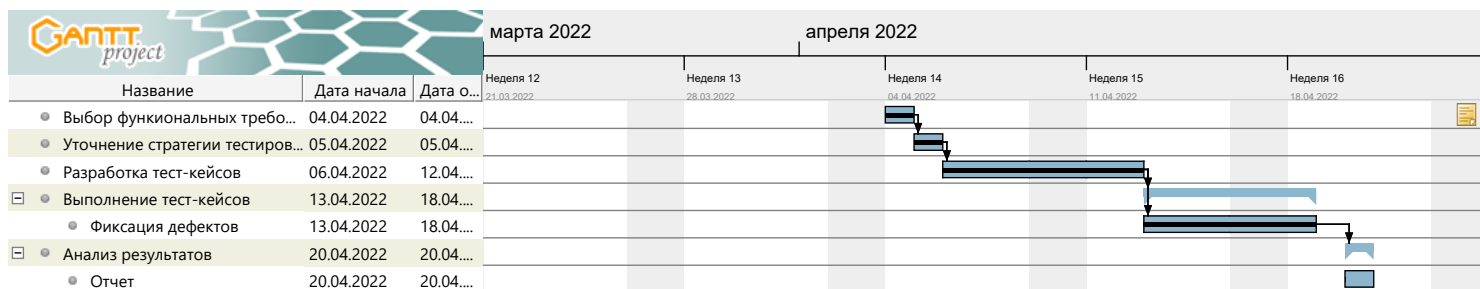 GANTT
project
марта 2022
апреля 2022
Неделя 12
Неделя 13
Неделя 14
Неделя 15
Неделя 16
Название
Дата начала
Дата о...
21.03.2022
28.03.2022
04.04.2022
11.04.2022
18.04.2022
Выбор функиональных требо... 04.04.2022 04.04....
Уточнение стратегии тестиров... 05.04.2022 05.04....
Разработка тест-кейсов 06.04.2022 12.04....
Выполнение тест-кейсов 13.04.2022 18.04....
Фиксация дефектов 13.04.2022 18.04....
Анализ результатов 20.04.2022 20.04....
Отчет 20.04.2022 20.04....